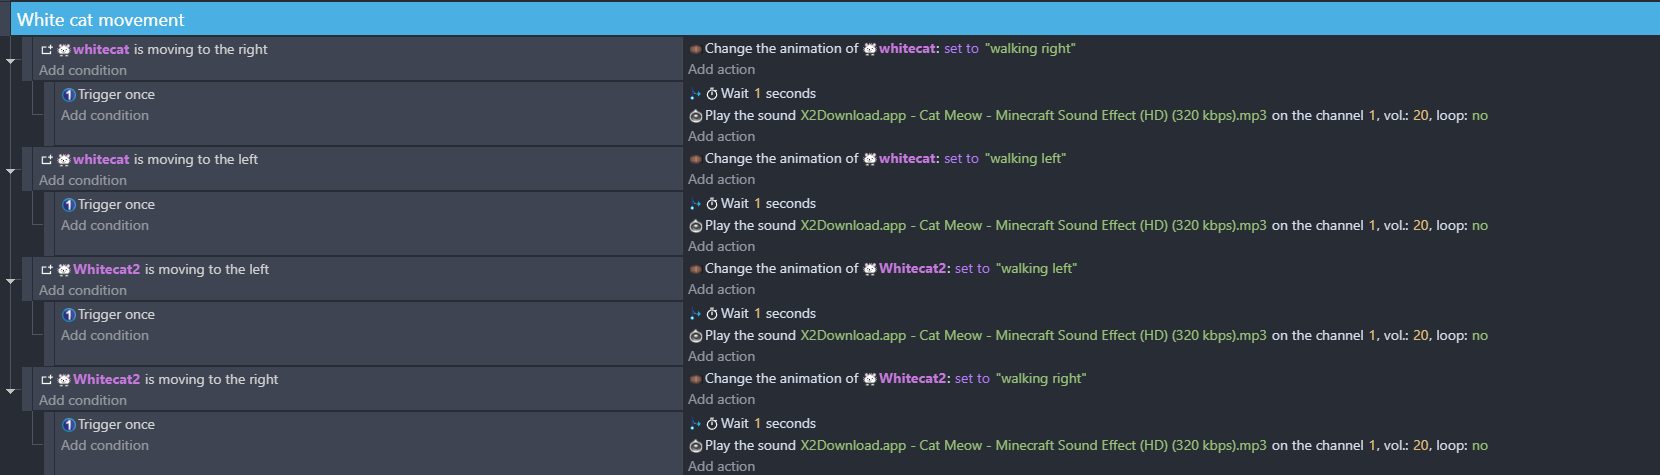 White cat movement
whitecat is moving to the right
Change the animation of whitecat: set to "walking right"
Add condition
Add action
1 Trigger once
Wait 1 seconds
Add condition
Play the sound X2Download.app - Cat Meow - Minecraft Sound Effect (HD) (320 kbps).mp3 on the channel 1, vol.: 20, loop: no
Add action
whitecat is moving to the left
Change the animation of whitecat: set to "walking left"
Add condition
Add action
1 Trigger once
Wait 1 seconds
Add condition
Play the sound X2Download.app - Cat Meow - Minecraft Sound Effect (HD) (320 kbps).mp3 on the channel 1, vol.: 20, loop: no
Add action
Whitecat2 is moving to the left
Change the animation of Whitecat2: set to "walking left"
Add condition
Add action
1 Trigger once
Wait 1 seconds
Add condition
Play the sound X2Download.app - Cat Meow - Minecraft Sound Effect (HD) (320 kbps).mp3 on the channel 1, vol.: 20, loop: no
Add action
Whitecat2 is moving to the right
Change the animation of Whitecat2: set to "walking right"
Add condition
Add action
1 Trigger once
Wait 1 seconds
Add condition
Play the sound X2Download.app - Cat Meow - Minecraft Sound Effect (HD) (320 kbps).mp3 on the channel 1, vol.: 20, loop: no
Add action